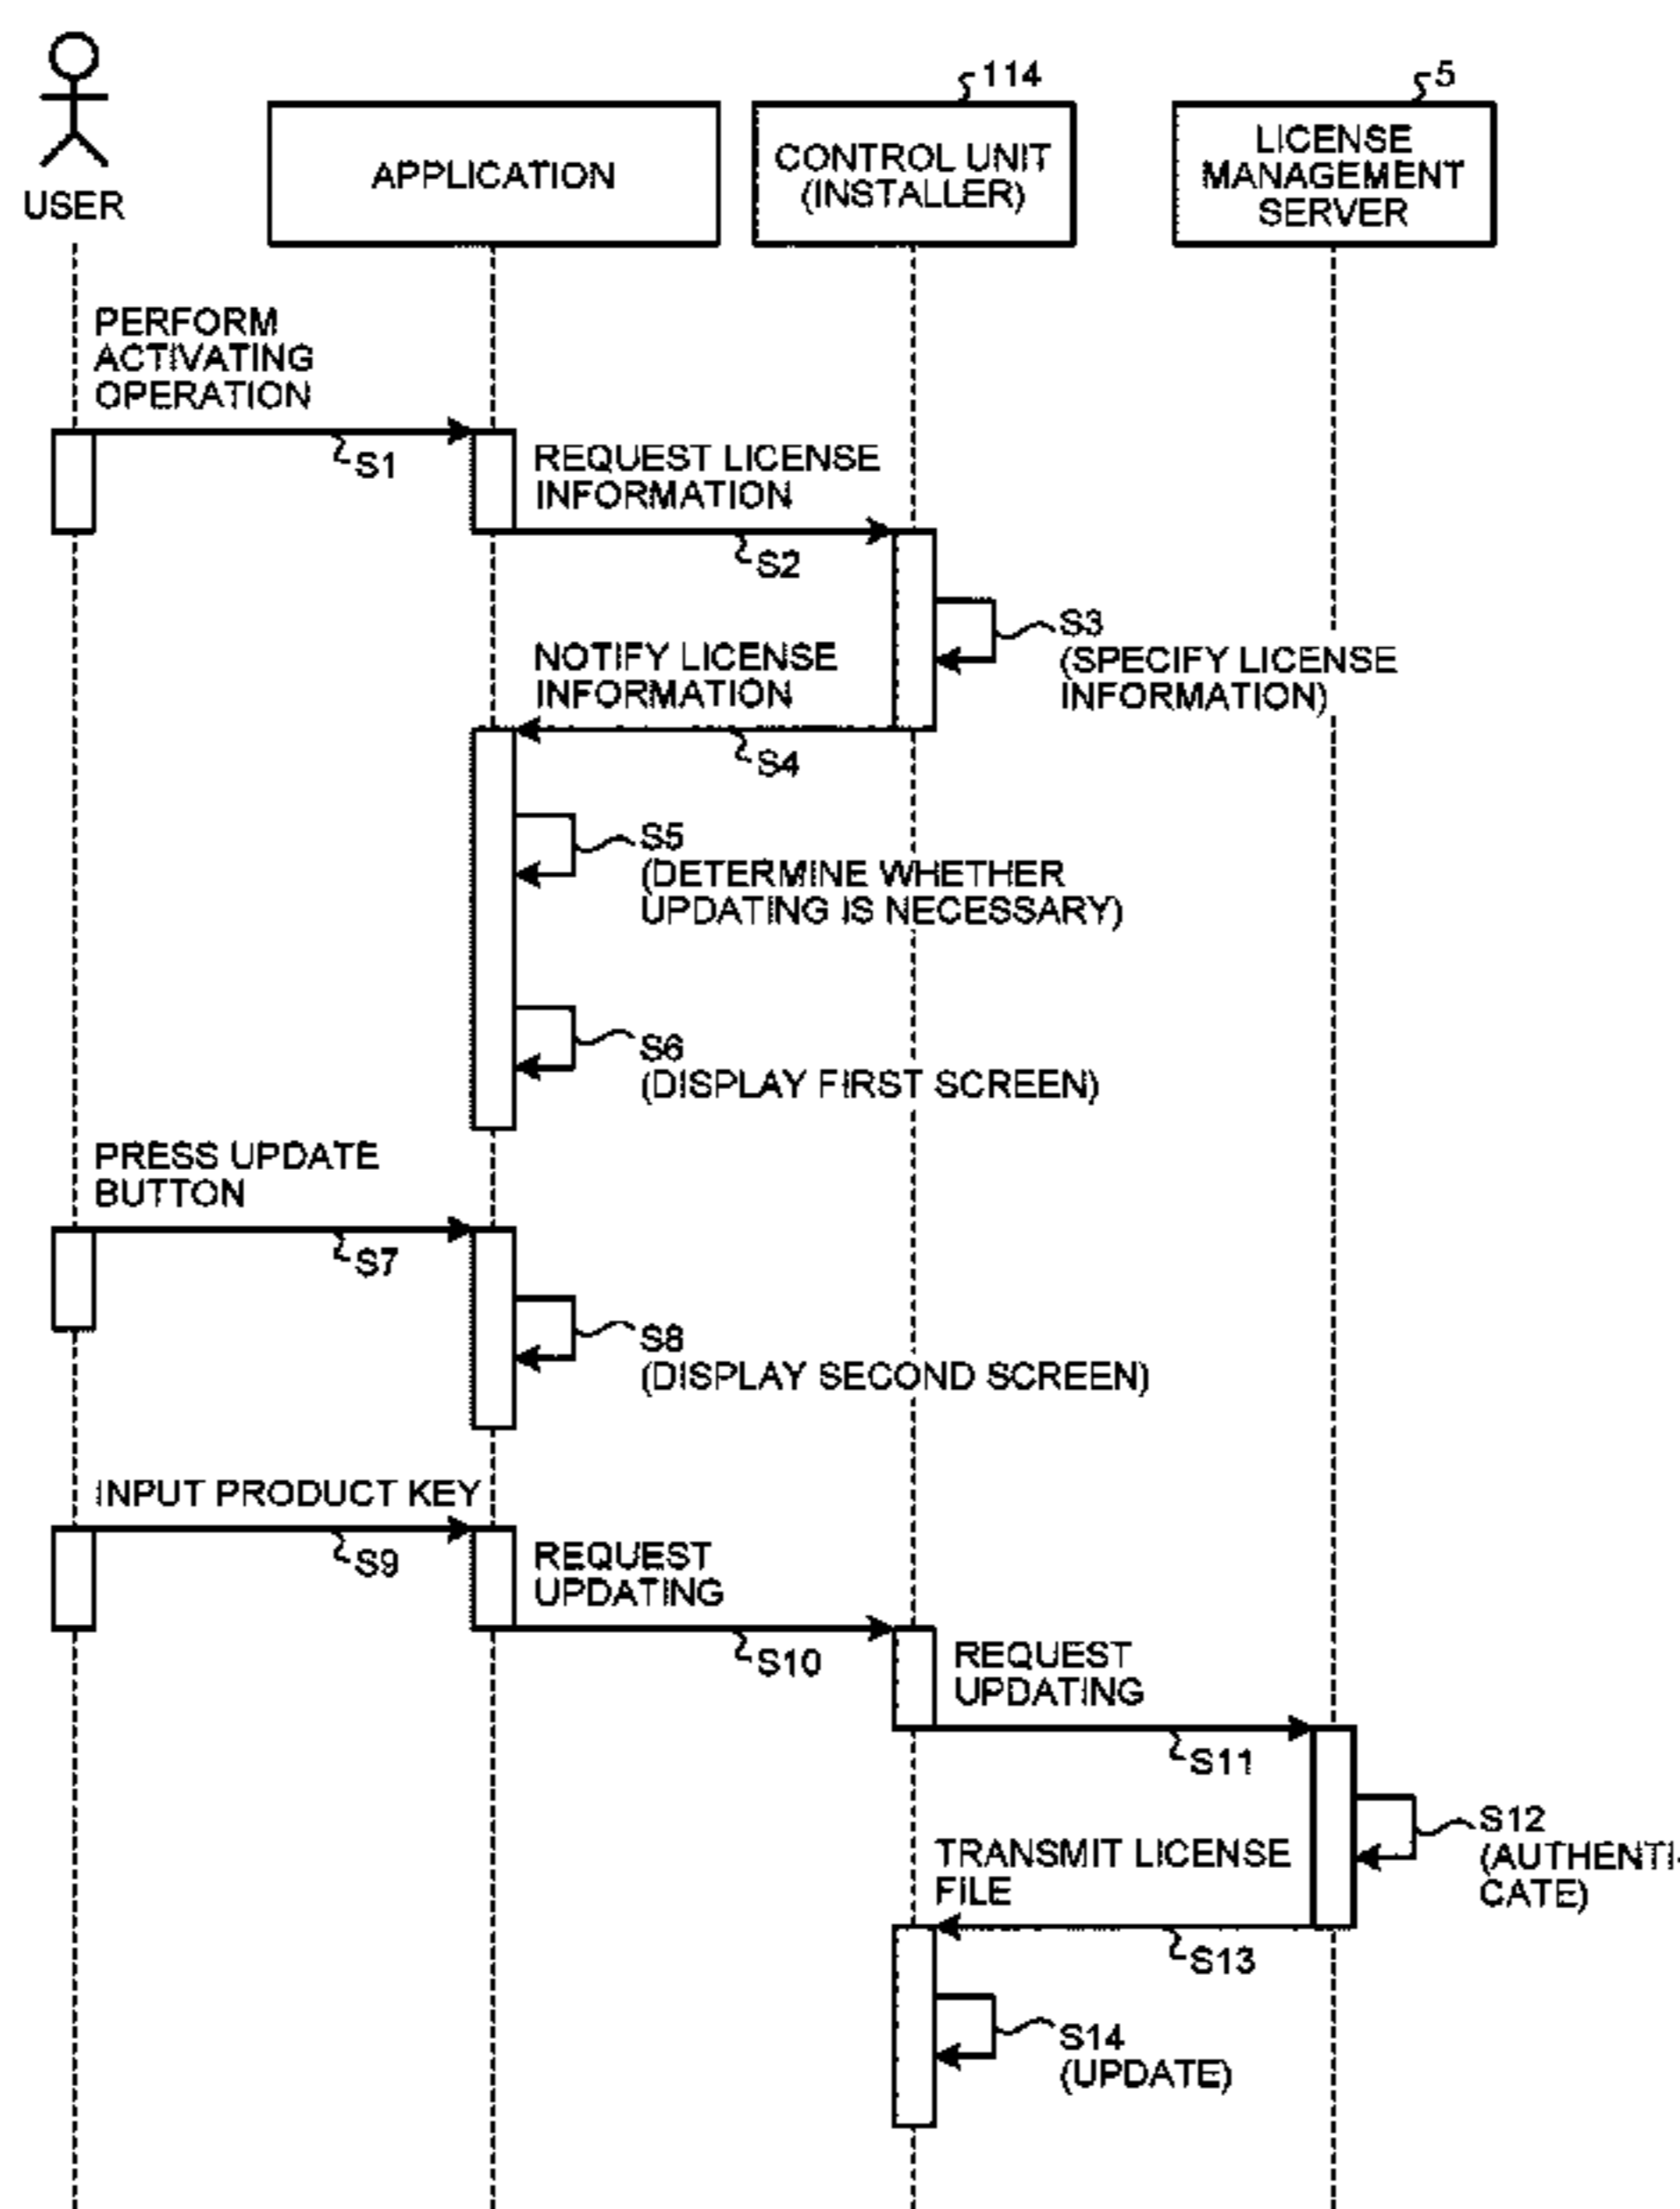 114
5
USER
APPLICATION
CONTROL UNIT
(INSTALLER)
LICENSE
MANAGEMENT
SERVER
PERFORM
ACTIVATING
OPERATION
S1
REQUEST LICENSE
INFORMATION
S2
S3
(SPECIFY LICENSE
INFORMATION)
NOTIFY LICENSE
INFORMATION
S4
S5
(DETERMINE WHETHER
UPDATING IS NECESSARY)
S6
(DISPLAY FIRST SCREEN)
PRESS UPDATE
BUTTON
S7
S8
(DISPLAY SECOND SCREEN)
INPUT PRODUCT KEY
S9
REQUEST
UPDATING
S10
REQUEST
UPDATING
S11
S12
(AUTHENTI-
CATE)
TRANSMIT LICENSE
FILE
S13
S14
(UPDATE)